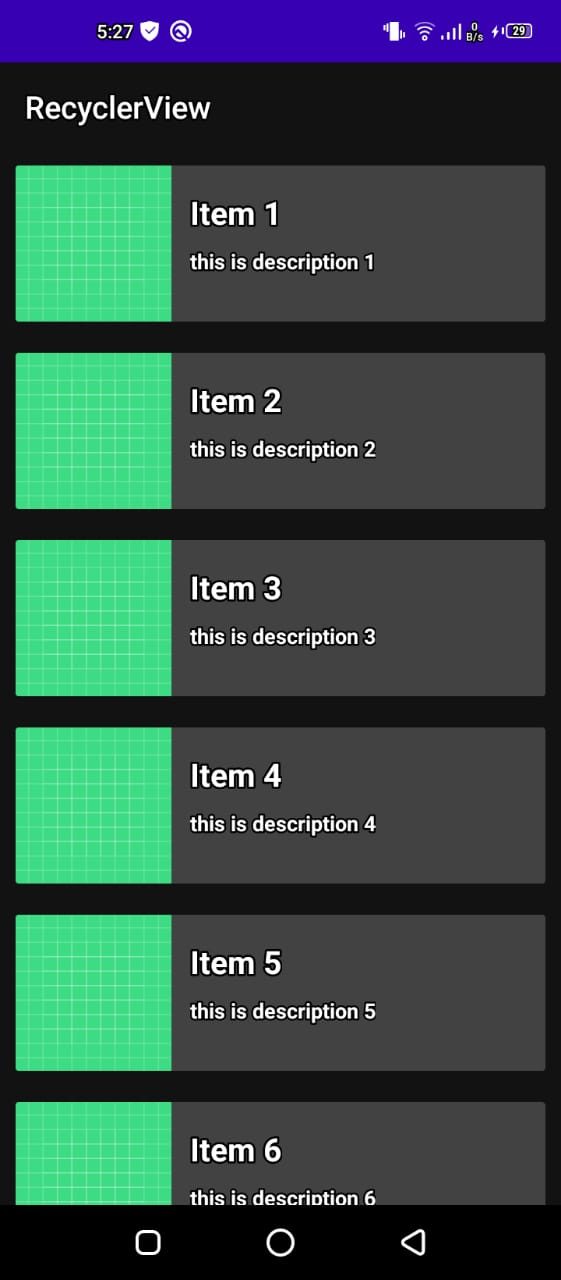 5:27
0
B/s
29
RecyclerView
Item 1
this is description 1
Item 2
this is description 2
Item 3
this is description 3
Item 4
this is description 4
Item 5
this is description 5
Item 6
this is description 6